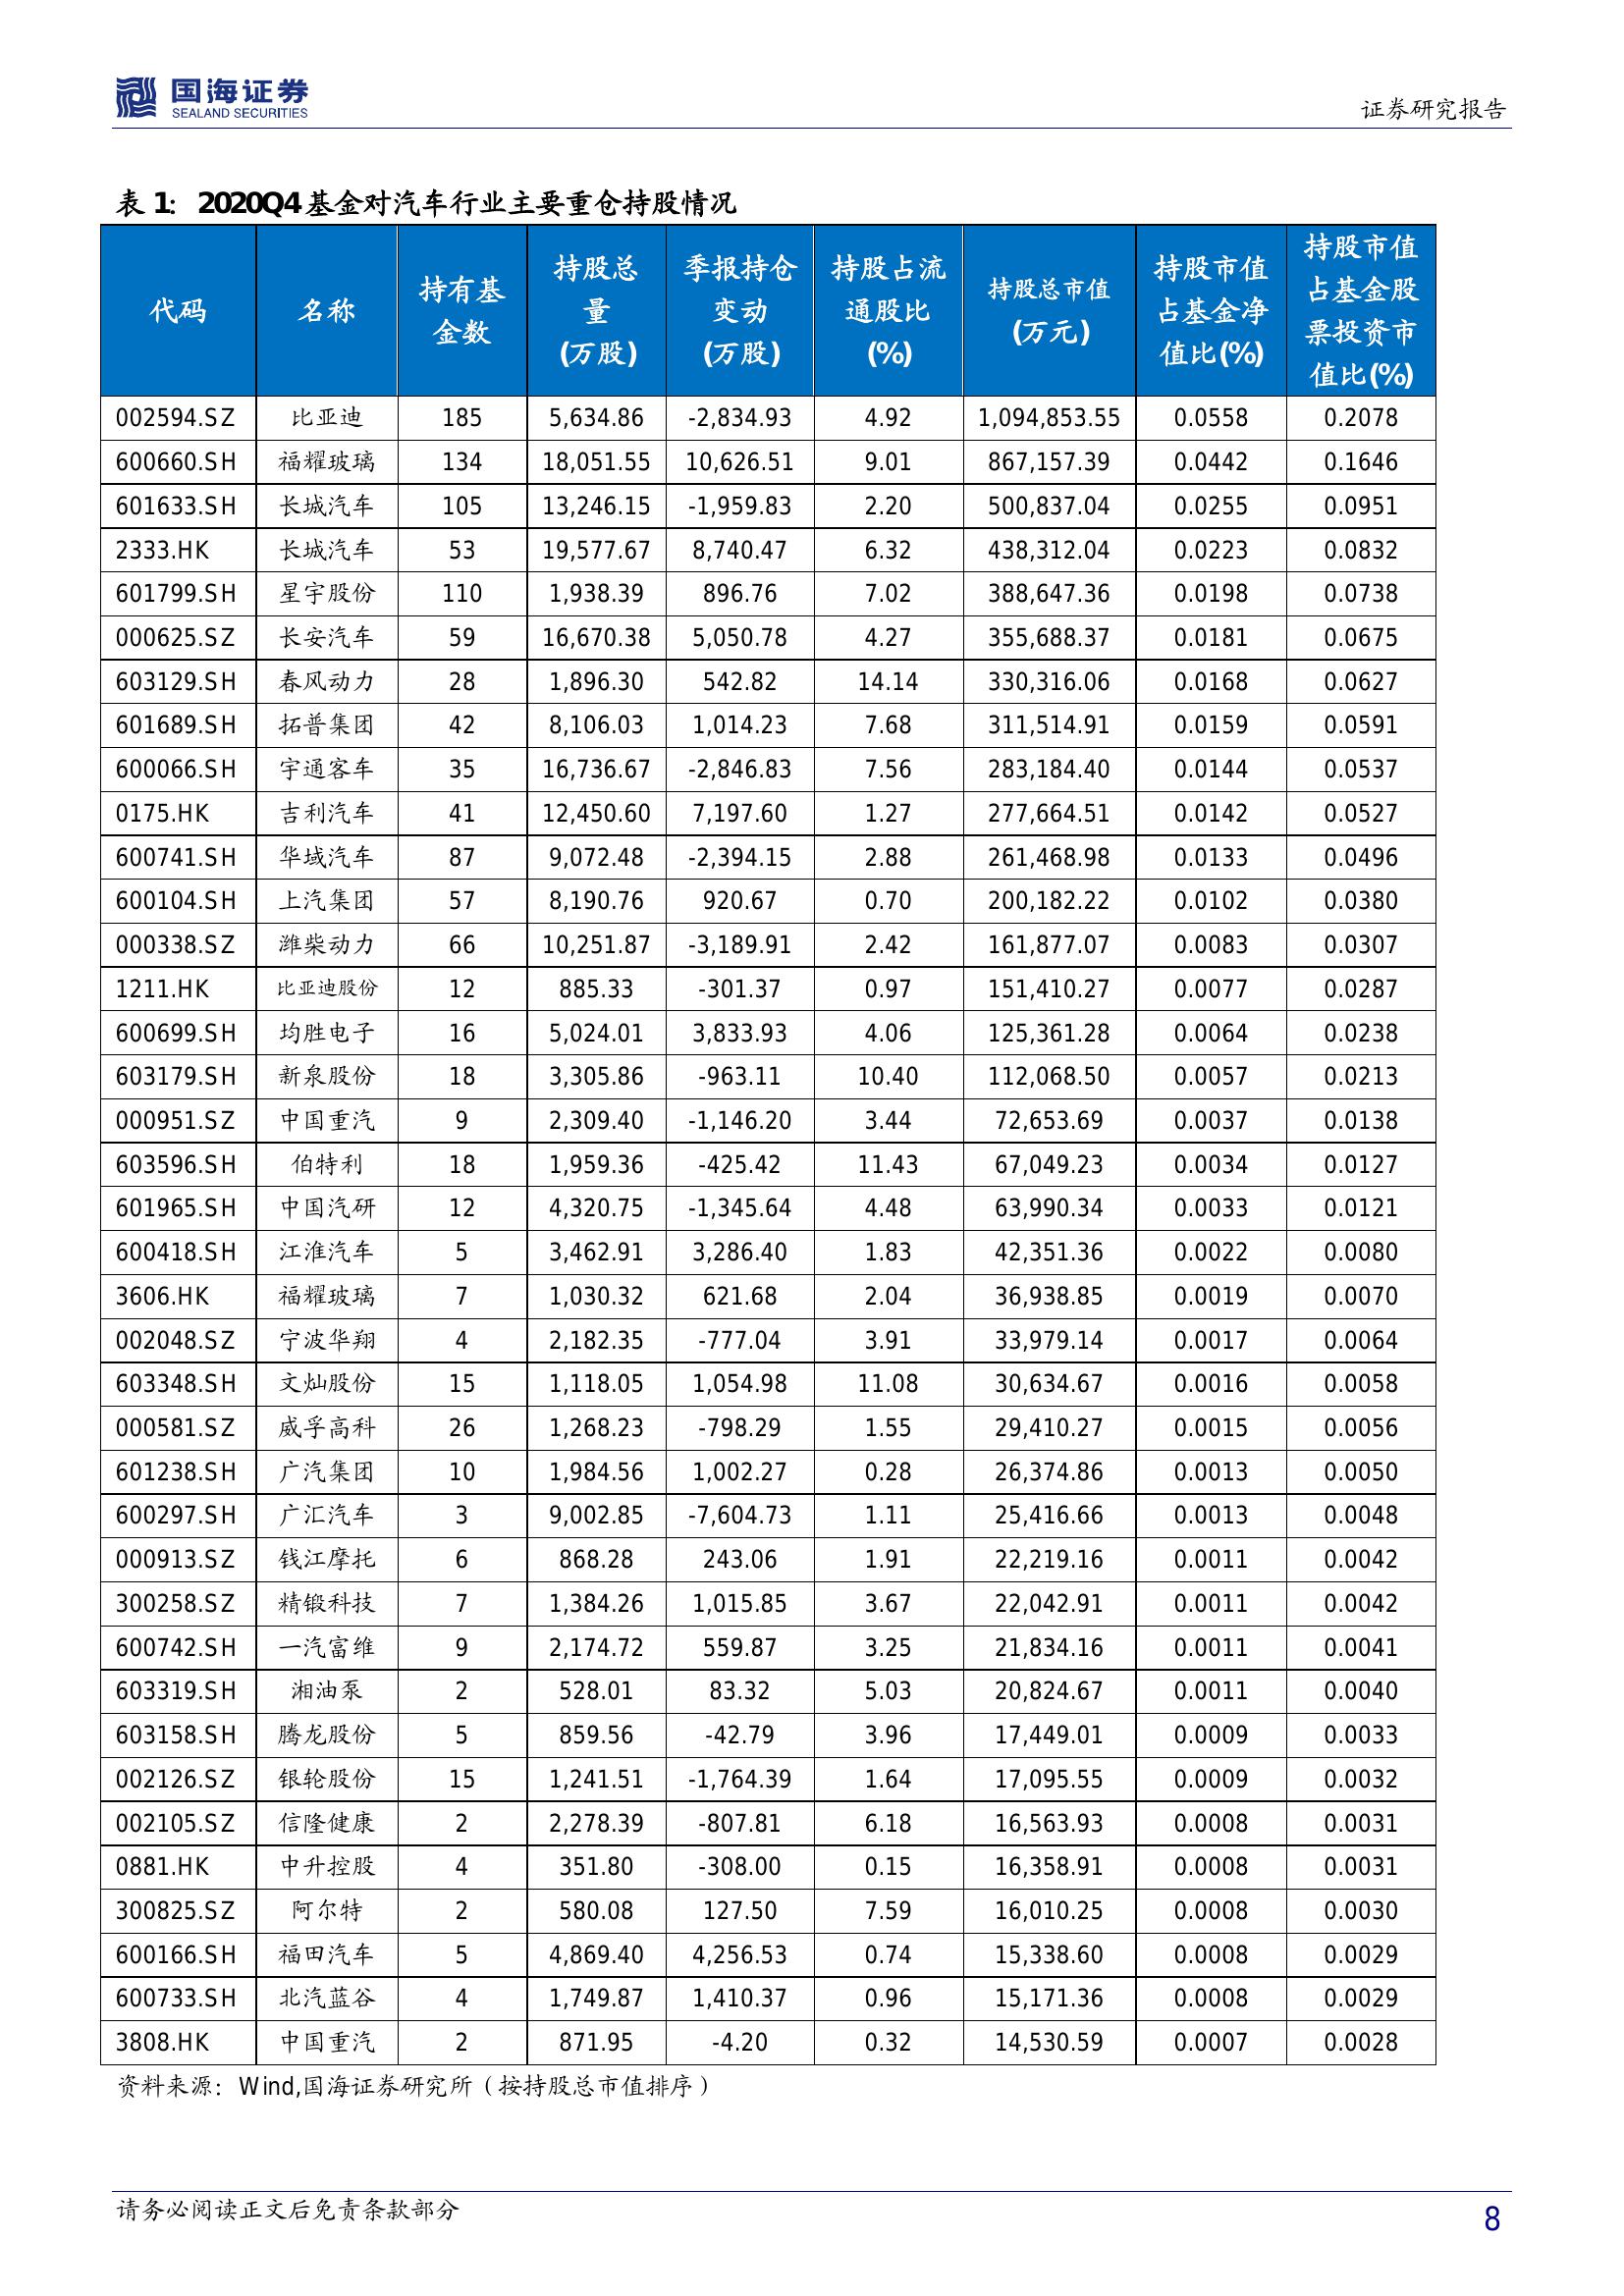 国海证券
SEALAND SECURITIES
证券研究报告
表 1: 2020Q4基金对汽车行业主要重仓持股情况
代码 名称 持有基金数 持股总量(万股) 季报持仓变动(万股) 持股占流通股比(%) 持股总市值(万元) 持股市值占基金净值比(%) 持股市值占基金股票投资市值比(%)
002594.SZ 比亚迪 185 5,634.86 -2,834.93 4.92 1,094,853.55 0.0558 0.2078
600660.SH 福耀玻璃 134 18,051.55 10,626.51 9.01 867,157.39 0.0442 0.1646
601633.SH 长城汽车 105 13,246.15 -1,959.83 2.20 500,837.04 0.0255 0.0951
2333.HK 长城汽车 53 19,577.67 8,740.47 6.32 438,312.04 0.0223 0.0832
601799.SH 星宇股份 110 1,938.39 896.76 7.02 388,647.36 0.0198 0.0738
000625.SZ 长安汽车 59 16,670.38 5,050.78 4.27 355,688.37 0.0181 0.0675
603129.SH 春风动力 28 1,896.30 542.82 14.14 330,316.06 0.0168 0.0627
601689.SH 拓普集团 42 8,106.03 1,014.23 7.68 311,514.91 0.0159 0.0591
600066.SH 宇通客车 35 16,736.67 -2,846.83 7.56 283,184.40 0.0144 0.0537
0175.HK 吉利汽车 41 12,450.60 7,197.60 1.27 277,664.51 0.0142 0.0527
600741.SH 华域汽车 87 9,072.48 -2,394.15 2.88 261,468.98 0.0133 0.0496
600104.SH 上汽集团 57 8,190.76 920.67 0.70 200,182.22 0.0102 0.0380
000338.SZ 潍柴动力 66 10,251.87 -3,189.91 2.42 161,877.07 0.0083 0.0307
1211.HK 比亚迪股份 12 885.33 -301.37 0.97 151,410.27 0.0077 0.0287
600699.SH 均胜电子 16 5,024.01 3,833.93 4.06 125,361.28 0.0064 0.0238
603179.SH 新泉股份 18 3,305.86 -963.11 10.40 112,068.50 0.0057 0.0213
000951.SZ 中国重汽 9 2,309.40 -1,146.20 3.44 72,653.69 0.0037 0.0138
603596.SH 伯特利 18 1,959.36 -425.42 11.43 67,049.23 0.0034 0.0127
601965.SH 中国汽研 12 4,320.75 -1,345.64 4.48 63,990.34 0.0033 0.0121
600418.SH 江淮汽车 5 3,462.91 3,286.40 1.83 42,351.36 0.0022 0.0080
3606.HK 福耀玻璃 7 1,030.32 621.68 2.04 36,938.85 0.0019 0.0070
002048.SZ 宁波华翔 4 2,182.35 -777.04 3.91 33,979.14 0.0017 0.0064
603348.SH 文灿股份 15 1,118.05 1,054.98 11.08 30,634.67 0.0016 0.0058
000581.SZ 威孚高科 26 1,268.23 -798.29 1.55 29,410.27 0.0015 0.0056
601238.SH 广汽集团 10 1,984.56 1,002.27 0.28 26,374.86 0.0013 0.0050
600297.SH 广汇汽车 3 9,002.85 -7,604.73 1.11 25,416.66 0.0013 0.0048
000913.SZ 钱江摩托 6 868.28 243.06 1.91 22,219.16 0.0011 0.0042
300258.SZ 精锻科技 7 1,384.26 1,015.85 3.67 22,042.91 0.0011 0.0042
600742.SH 一汽富维 9 2,174.72 559.87 3.25 21,834.16 0.0011 0.0041
603319.SH 湘油泵 2 528.01 83.32 5.03 20,824.67 0.0011 0.0040
603158.SH 腾龙股份 5 859.56 -42.79 3.96 17,449.01 0.0009 0.0033
002126.SZ 银轮股份 15 1,241.51 -1,764.39 1.64 17,095.55 0.0009 0.0032
002105.SZ 信隆健康 2 2,278.39 -807.81 6.18 16,563.93 0.0008 0.0031
0881.HK 中升控股 4 351.80 -308.00 0.15 16,358.91 0.0008 0.0031
300825.SZ 阿尔特 2 580.08 127.50 7.59 16,010.25 0.0008 0.0030
600166.SH 福田汽车 5 4,869.40 4,256.53 0.74 15,338.60 0.0008 0.0029
600733.SH 北汽蓝谷 4 1,749.87 1,410.37 0.96 15,171.36 0.0008 0.0029
3808.HK 中国重汽 2 871.95 -4.20 0.32 14,530.59 0.0007 0.0028
资料来源：Wind,国海证券研究所（按持股总市值排序）
请务必阅读正文后免责条款部分
8